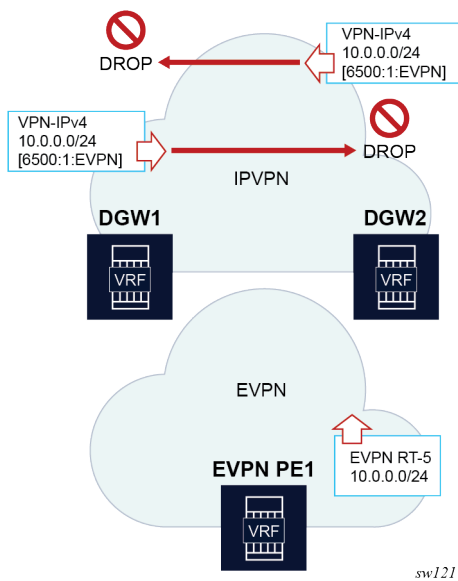 DROP
VPN-IPv4
10.0.0.0/24
[6500:1:EVPN]
VPN-IPv4
10.0.0.0/24
[6500:1:EVPN]
DROP
IPVPN
DGW1
DGW2
VRF
VRF
EVPN
EVPN RT-5
10.0.0.0/24
EVPN PE1
VRF
sw121